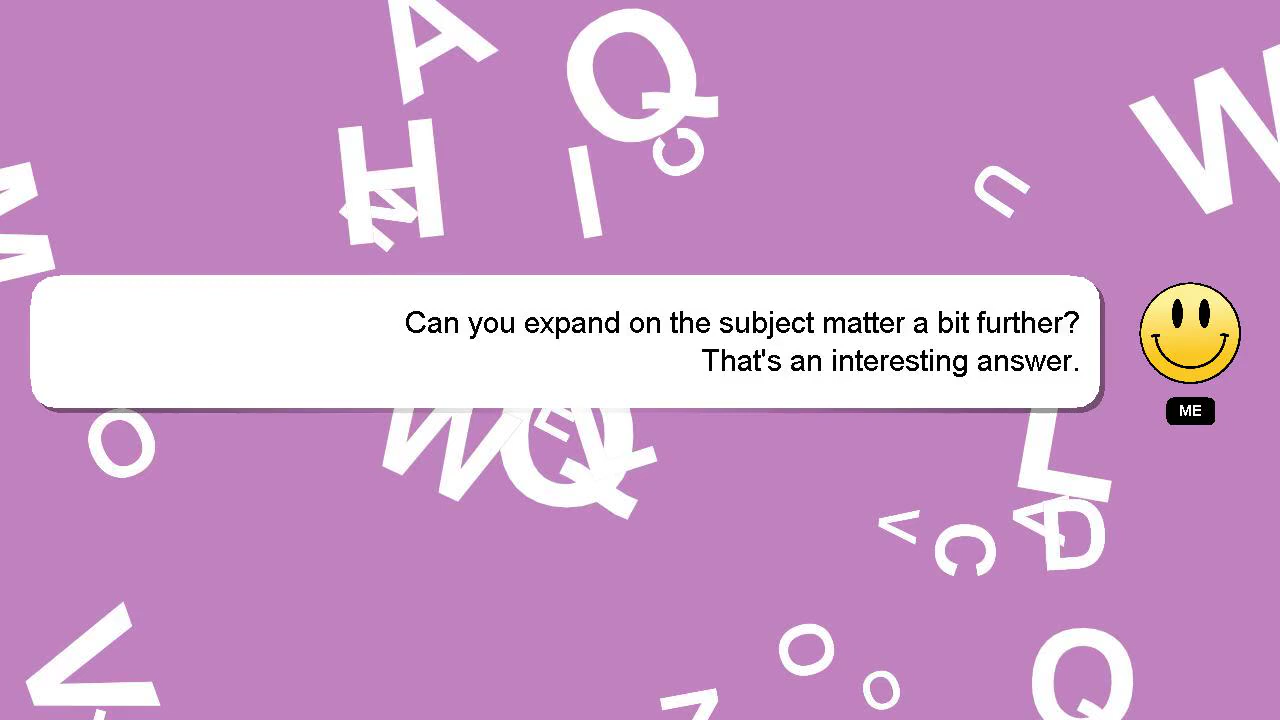 Can you expand on the subject matter a bit further?
That's an interesting answer.
ME
A
Q
C
H
I
U
W
O
W
Q
E
L
V
C
A
D
V
O
O
Q